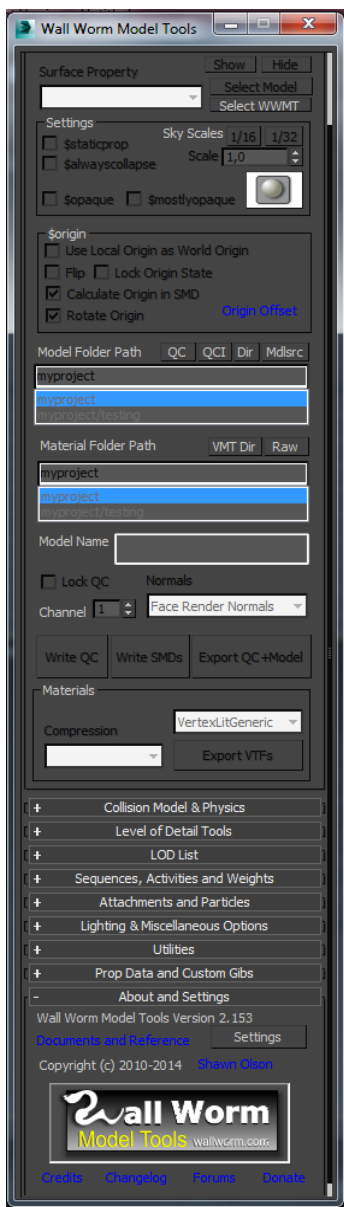 Wall Worm Model Tools
Surface Property Show Hide
Select Model
Select WWMT
Settings
$staticprop Sky Scales 1/16 1/32
$alwayscollapse Scale 1,0
$opaque $mostlyopaque
$origin
Use Local Origin as World Origin
Flip Lock Origin State
Calculate Origin in SMD
Rotate Origin Origin Offset
Model Folder Path QC QCI Dir Mdlsrc
myproject
myproject
myproject/testing
Material Folder Path VMT Dir Raw
myproject
myproject
myproject/testing
Model Name
Lock QC Normals
Channel 1 Face Render Normals
Write QC Write SMDs Export QC+Model
Materials
Compression VertexLitGeneric
Export VTFs
+ Collision Model & Physics
+ Level of Detail Tools
+ LOD List
+ Sequences, Activities and Weights
+ Attachments and Particles
+ Lighting & Miscellaneous Options
+ Utilities
+ Prop Data and Custom Gibs
- About and Settings
Wall Worm Model Tools Version 2.153
Documents and Reference Settings
Copyright (c) 2010-2014 Shawn Olson
Wall Worm
Model Tools wallworm.com
Credits Changelog Forums Donate